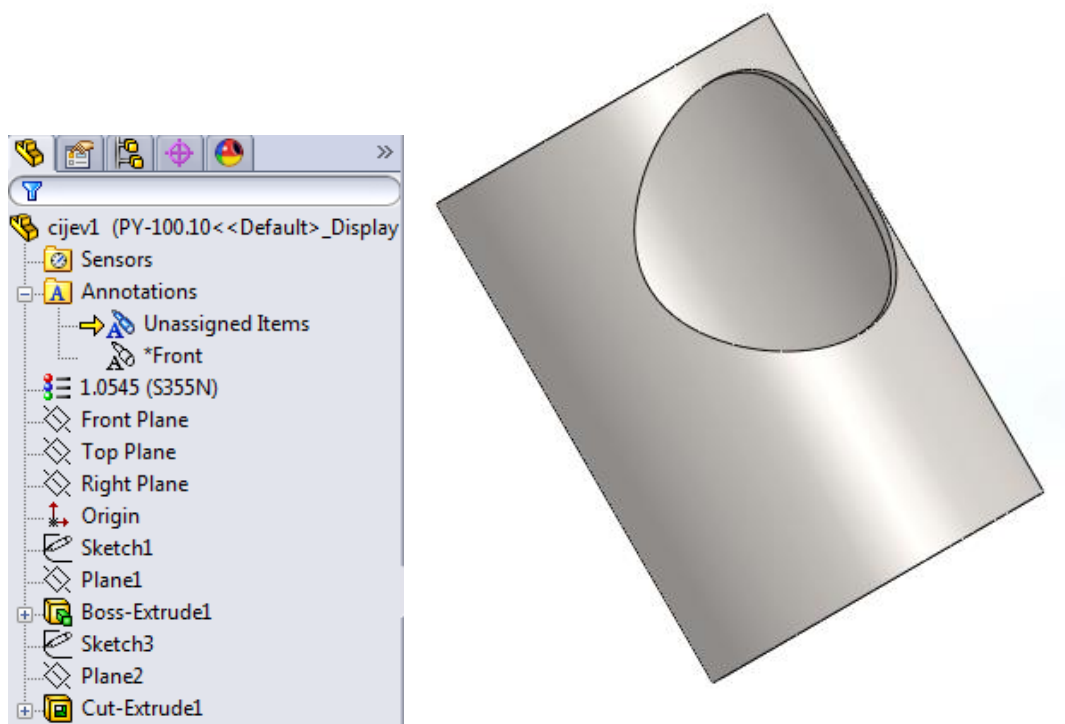 cijev1 (PY-100.10<<Default>_Display
Sensors
Annotations
Unassigned Items
*Front
1.0545 (S355N)
Front Plane
Top Plane
Right Plane
Origin
Sketch1
Plane1
Boss-Extrude1
Sketch3
Plane2
Cut-Extrude1